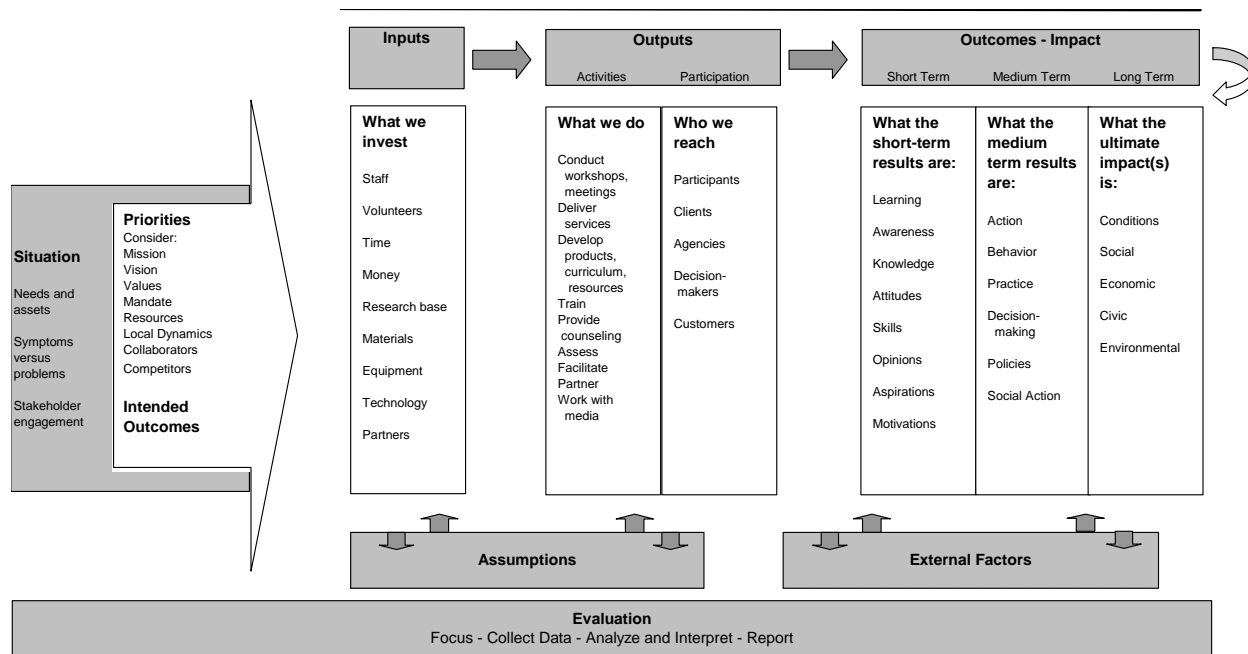 Inputs
Outputs
Activities
Participation
Outcomes - Impact
Short Term
Medium Term
Long Term
Situation
Needs and
assets
Symptoms
versus
problems
Stakeholder
engagement
Priorities
Consider:
Mission
Vision
Values
Mandate
Resources
Local Dynamics
Collaborators
Competitors
Intended
Outcomes
What we
invest
Staff
Volunteers
Time
Money
Research base
Materials
Equipment
Technology
Partners
What we do
Conduct
workshops,
meetings
Deliver
services
Develop
products,
curriculum,
resources
Train
Provide
counseling
Assess
Facilitate
Partner
Work with
media
Who we
reach
Participants
Clients
Agencies
Decision-
makers
Customers
What the
short-term
results are:
Learning
Awareness
Knowledge
Attitudes
Skills
Opinions
Aspirations
Motivations
What the
medium
term results
are:
Action
Behavior
Practice
Decision-
making
Policies
Social Action
What the
ultimate
impact(s)
is:
Conditions
Social
Economic
Civic
Environmental
Assumptions
External Factors
Evaluation
Focus - Collect Data - Analyze and Interpret - Report